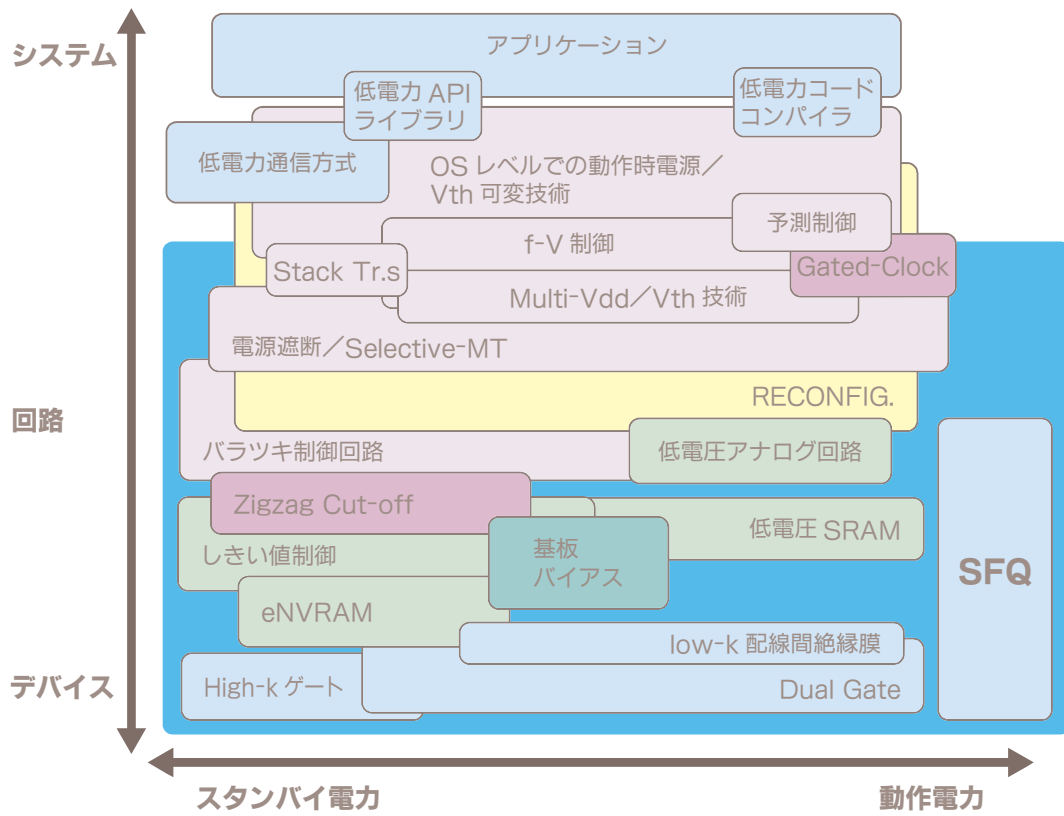 システム
アプリケーション
低電力 API
ライブラリ
低電力コード
コンパイラ
低電力通信方式
OS レベルでの動作時電源／
Vth 可変技術
予測制御
f-V 制御
Stack Tr.s
Gated-Clock
Multi-Vdd／Vth 技術
電源遮断／Selective-MT
RECONFIG.
回路
バラツキ制御回路
低電圧アナログ回路
Zigzag Cut-off
低電圧 SRAM
しきい値制御
基板
バイアス
SFQ
eNVRAM
low-k 配線間絶縁膜
デバイス
High-k ゲート
Dual Gate
スタンバイ電力
動作電力